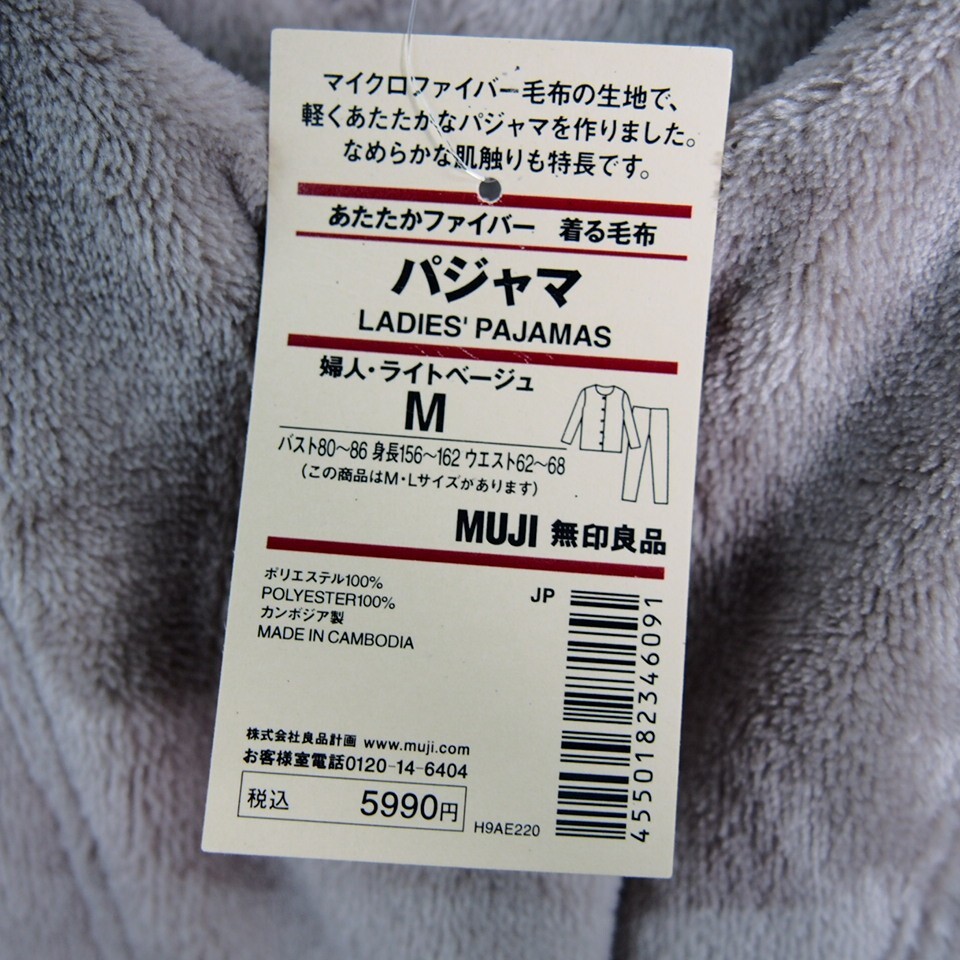 マイクロファイバー毛布の生地で、
軽くあたたかなパジャマを作りました。
なめらかな肌触りも特長です。
あたたかファイバー　着る毛布
パジャマ
LADIES' PAJAMAS
婦人・ライトベージュ
M
バスト80〜86 身長156〜162 ウエスト62〜68
（この商品はM・Lサイズがあります）
MUJI 無印良品
ポリエステル100%
POLYESTER100%
カンボジア製
MADE IN CAMBODIA
JP
4550182346091
株式会社良品計画 www.muji.com
お客様室電話0120-14-6404
税込 5990円
H9AE220